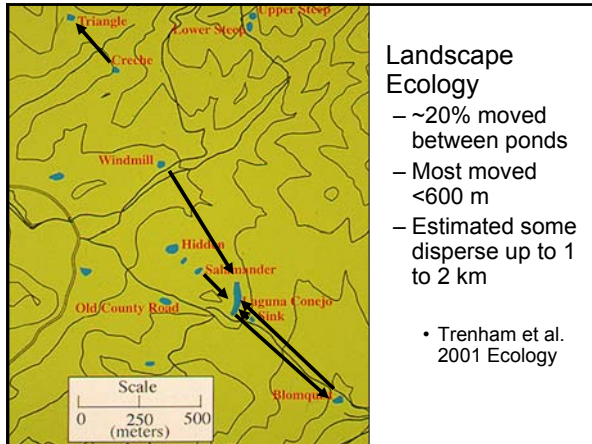 Upper Steep
Triangle
Lower Steep
Creche
Windmill
Hidden
Salamander
Laguna Conejo
Old County Road
Sink
Scale
0 250 500
(meters)
Landscape
Ecology
– ~20% moved
between ponds
– Most moved
<600 m
– Estimated some
disperse up to 1
to 2 km
• Trenham et al.
2001 Ecology